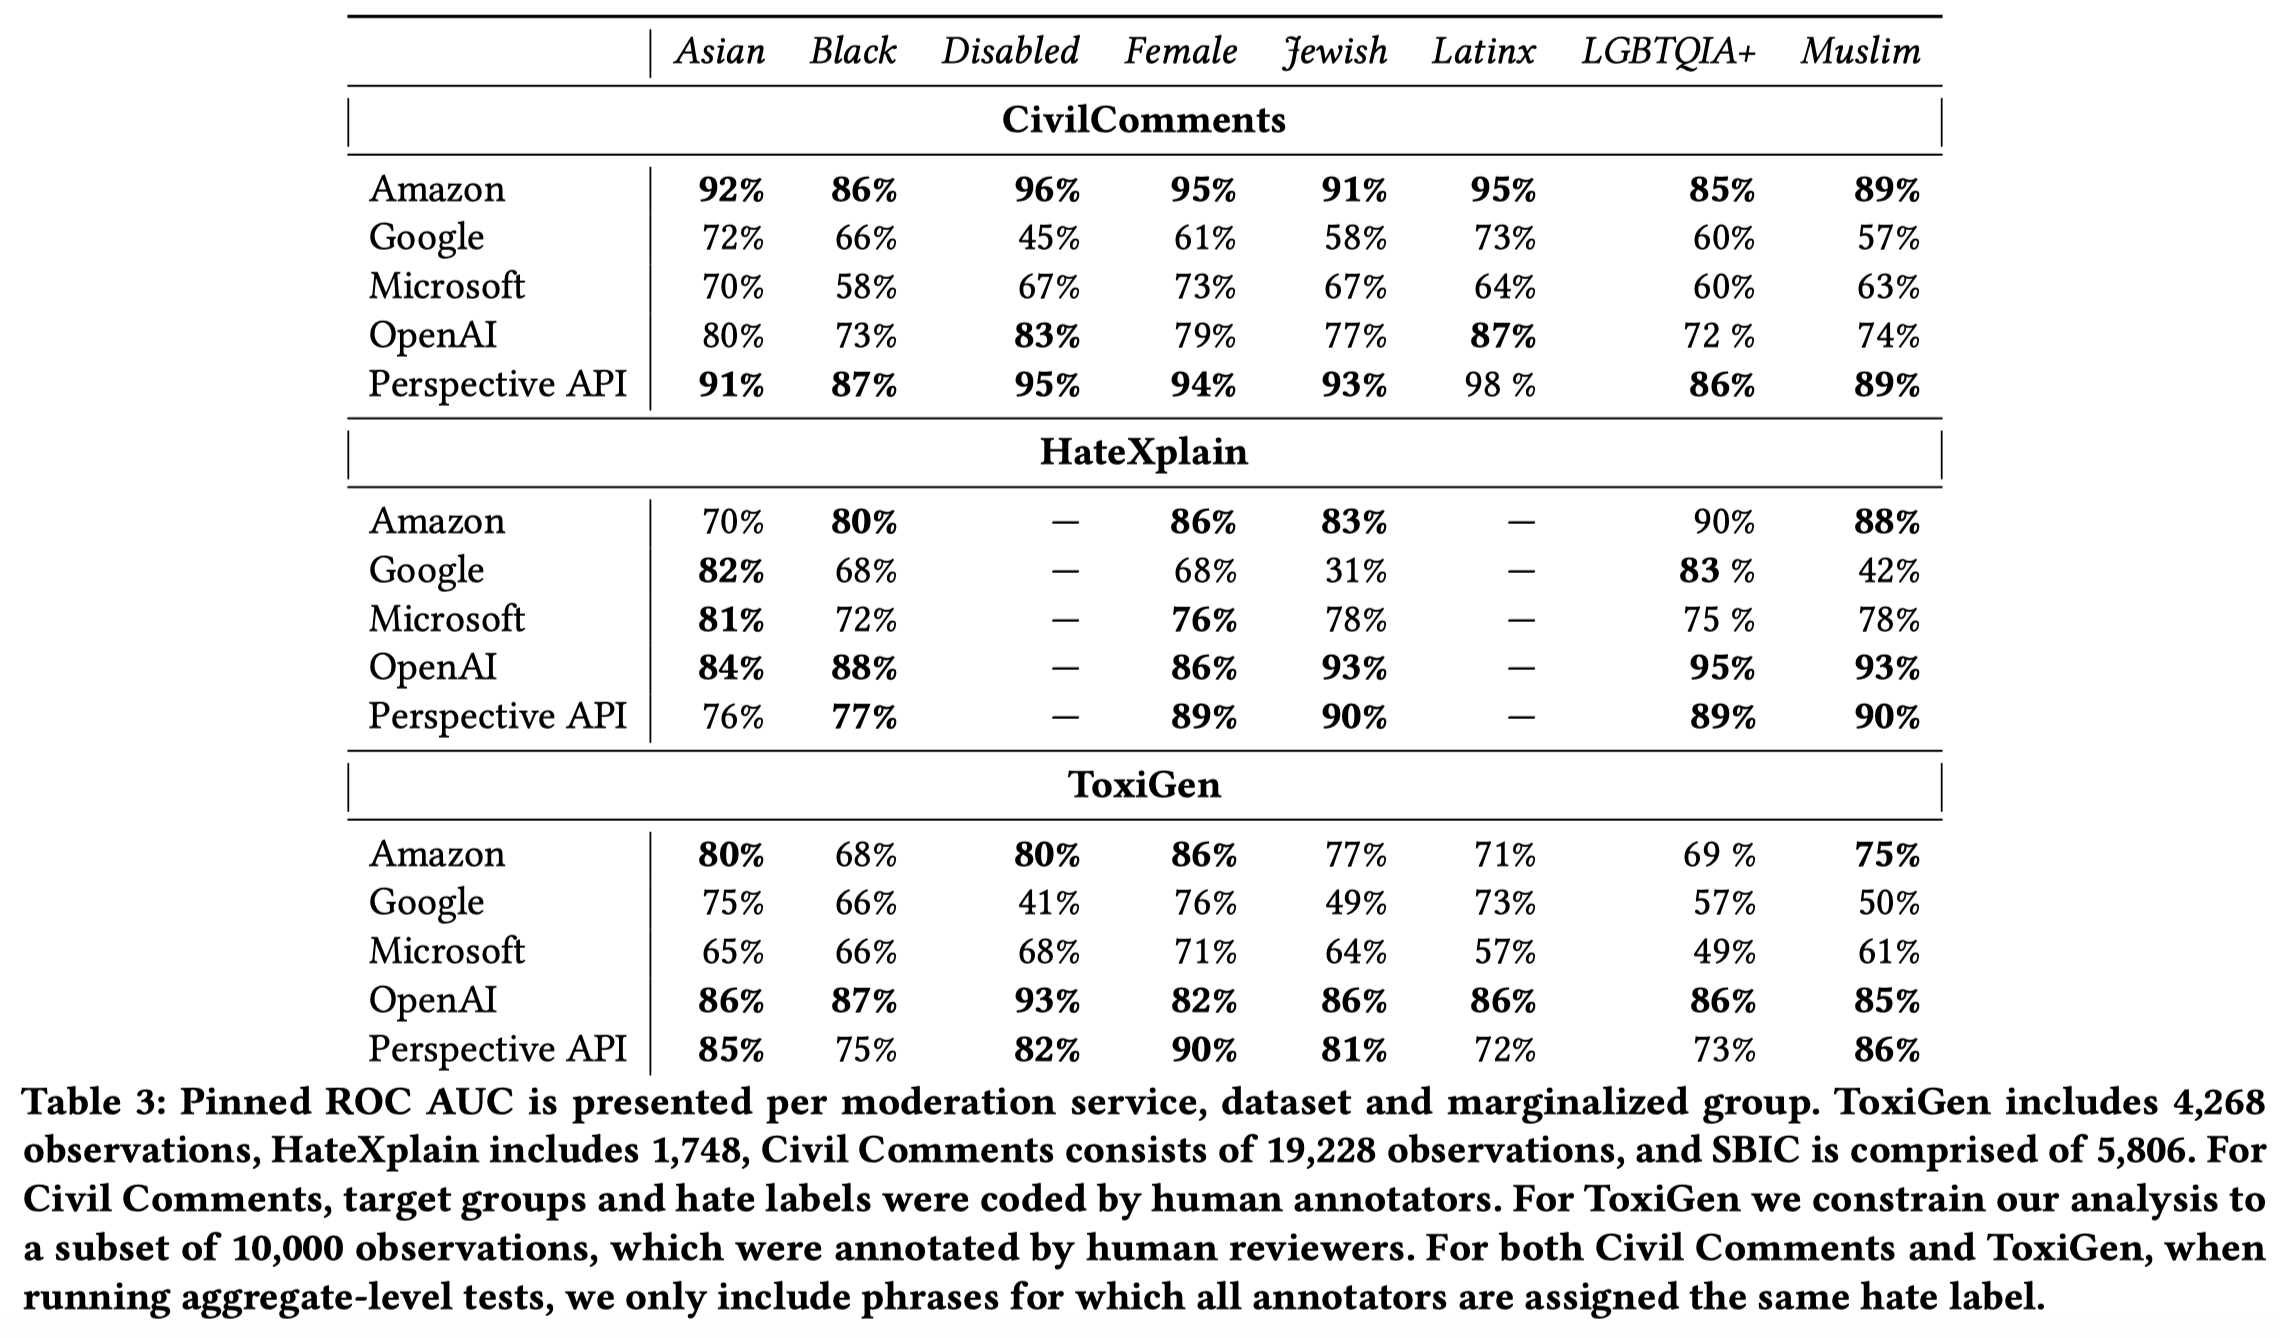 Asian Black Disabled Female Jewish Latinx LGBTQIA+ Muslim
CivilComments
Amazon 92% 86% 96% 95% 91% 95% 85% 89%
Google 72% 66% 45% 61% 58% 73% 60% 57%
Microsoft 70% 58% 67% 73% 67% 64% 60% 63%
OpenAI 80% 73% 83% 79% 77% 87% 72 % 74%
Perspective API 91% 87% 95% 94% 93% 98 % 86% 89%
HateXplain
Amazon 70% 80% — 86% 83% — 90% 88%
Google 82% 68% — 68% 31% — 83 % 42%
Microsoft 81% 72% — 76% 78% — 75 % 78%
OpenAI 84% 88% — 86% 93% — 95% 93%
Perspective API 76% 77% — 89% 90% — 89% 90%
ToxiGen
Amazon 80% 68% 80% 86% 77% 71% 69 % 75%
Google 75% 66% 41% 76% 49% 73% 57% 50%
Microsoft 65% 66% 68% 71% 64% 57% 49% 61%
OpenAI 86% 87% 93% 82% 86% 86% 86% 85%
Perspective API 85% 75% 82% 90% 81% 72% 73% 86%
Table 3: Pinned ROC AUC is presented per moderation service, dataset and marginalized group. ToxiGen includes 4,268
observations, HateXplain includes 1,748, Civil Comments consists of 19,228 observations, and SBIC is comprised of 5,806. For
Civil Comments, target groups and hate labels were coded by human annotators. For ToxiGen we constrain our analysis to
a subset of 10,000 observations, which were annotated by human reviewers. For both Civil Comments and ToxiGen, when
running aggregate-level tests, we only include phrases for which all annotators are assigned the same hate label.